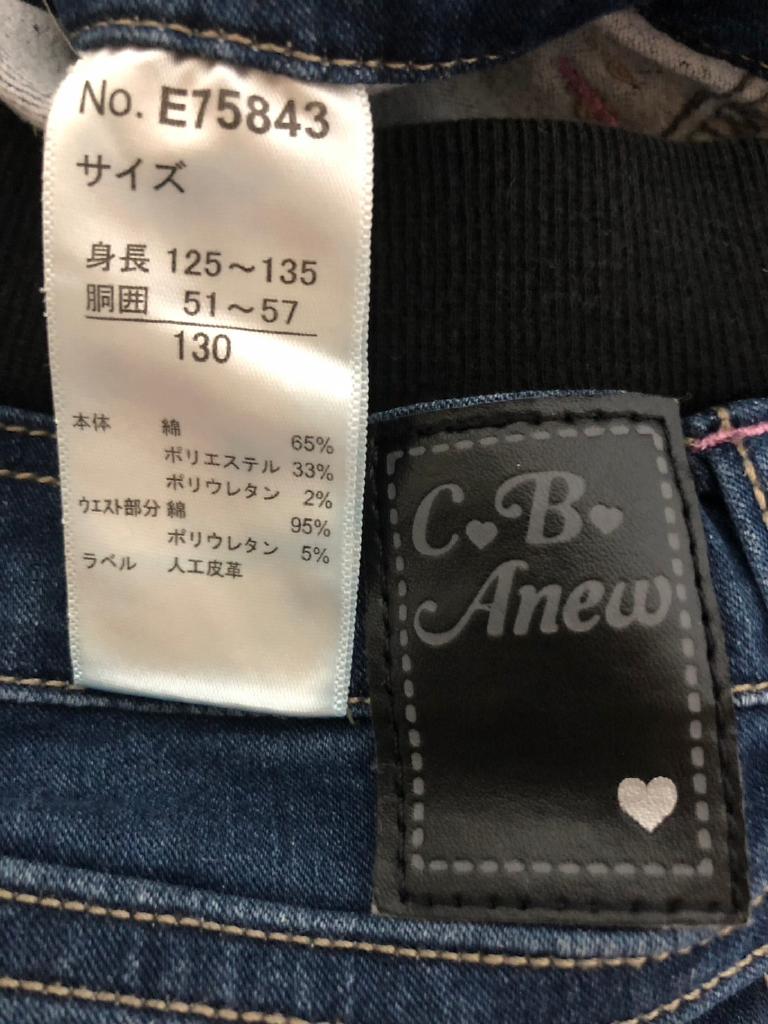 No. E75843
サイズ
身長 125～135
胴囲 51～57
130
本体 綿 65%
ポリエステル 33%
ポリウレタン 2%
ウエスト部分 綿 95%
ポリウレタン 5%
ラベル 人工皮革
C♥B♥
Anew